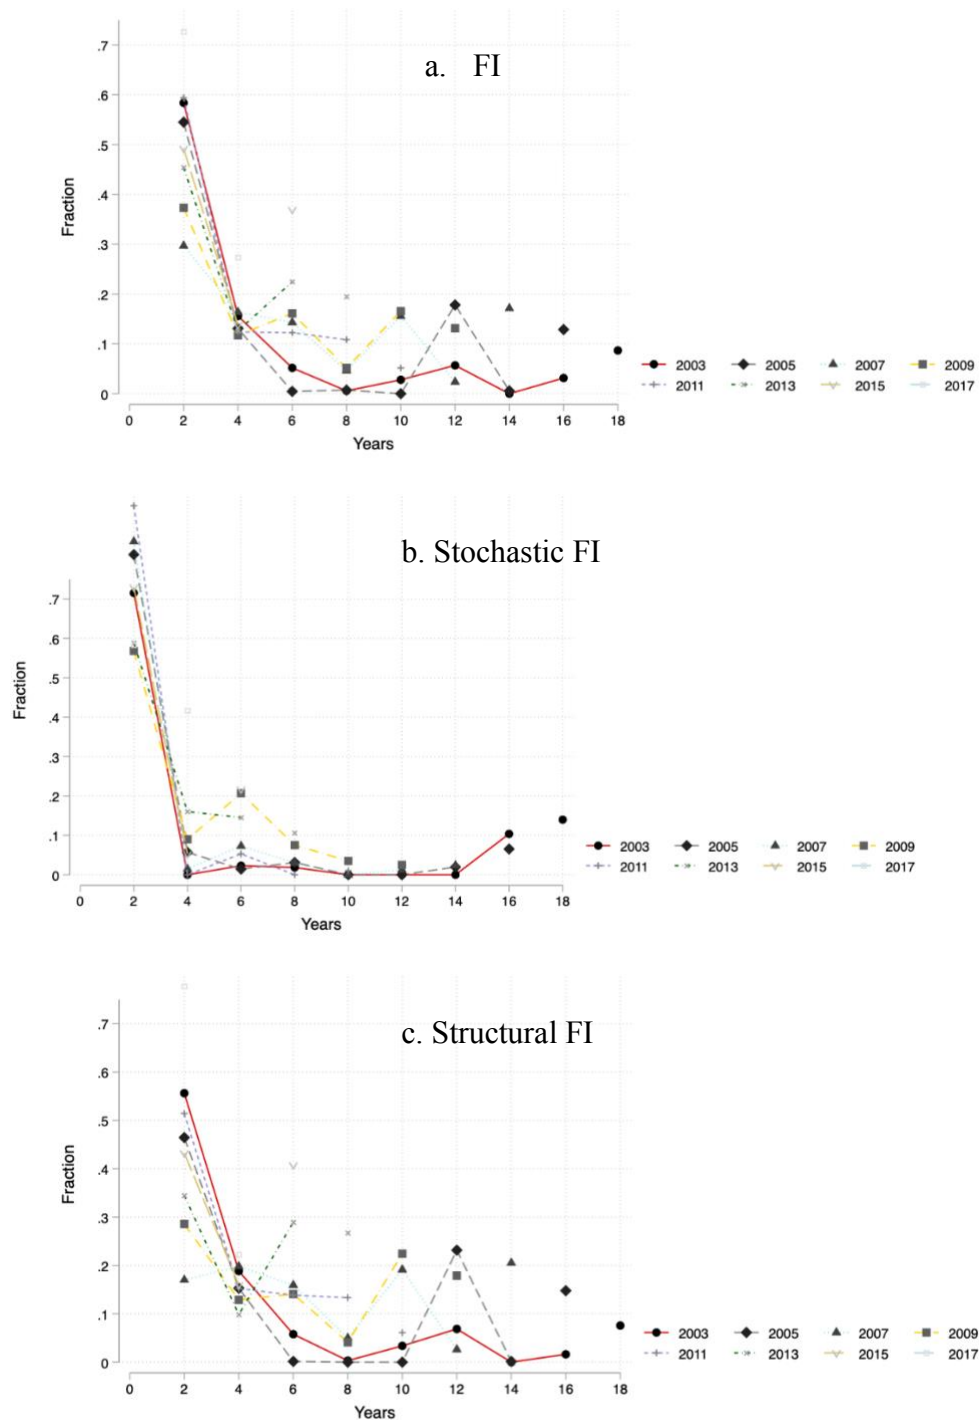 a. FI
.7
.6
.5
.4
.3
.2
.1
0
Fraction
0 2 4 6 8 10 12 14 16 18
Years
2003 2005 2007 2009
2011 2013 2015 2017
b. Stochastic FI
.7
.6
.5
.4
.3
.2
.1
0
Fraction
0 2 4 6 8 10 12 14 16 18
Years
2003 2005 2007 2009
2011 2013 2015 2017
c. Structural FI
.7
.6
.5
.4
.3
.2
.1
0
Fraction
0 2 4 6 8 10 12 14 16 18
Years
2003 2005 2007 2009
2011 2013 2015 2017